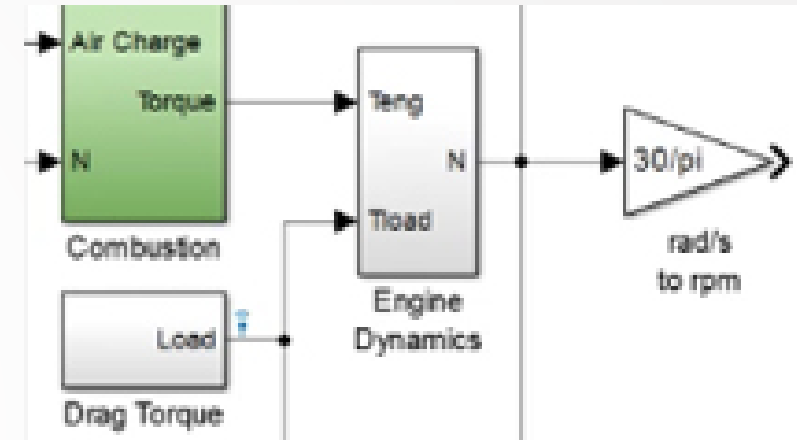 Air Charge
Torque
N
Combustion
Teng
N
Tload
Engine
Dynamics
30/pi
rad/s
to rpm
Load
Drag Torque